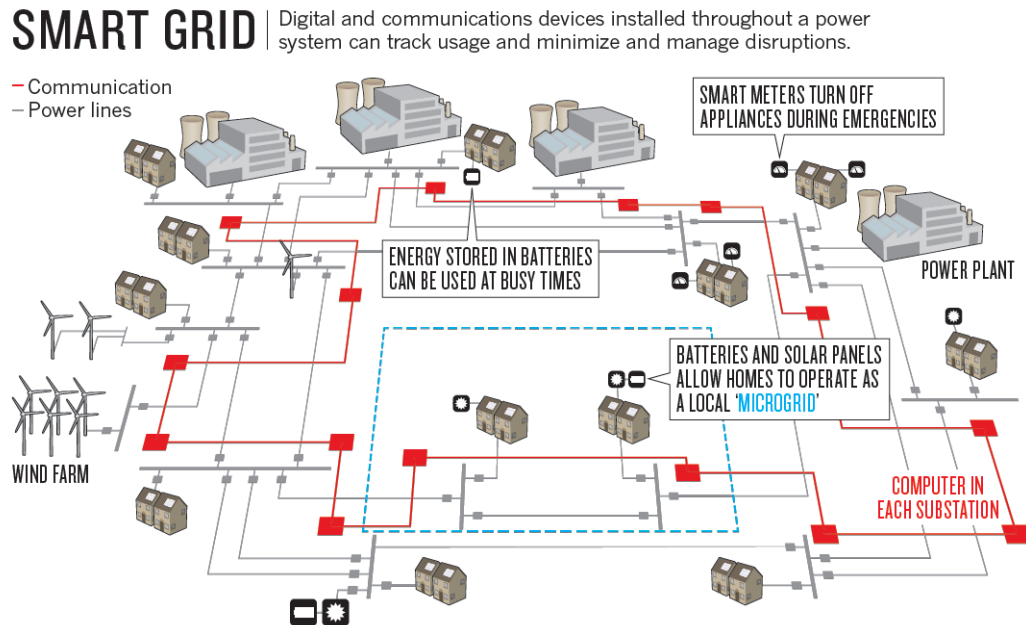 SMART GRID
Digital and communications devices installed throughout a power
system can track usage and minimize and manage disruptions.
Communication
Power lines
SMART METERS TURN OFF
APPLIANCES DURING EMERGENCIES
ENERGY STORED IN BATTERIES
CAN BE USED AT BUSY TIMES
POWER PLANT
BATTERIES AND SOLAR PANELS
ALLOW HOMES TO OPERATE AS
A LOCAL ‘MICROGRID’
WIND FARM
COMPUTER IN
EACH SUBSTATION